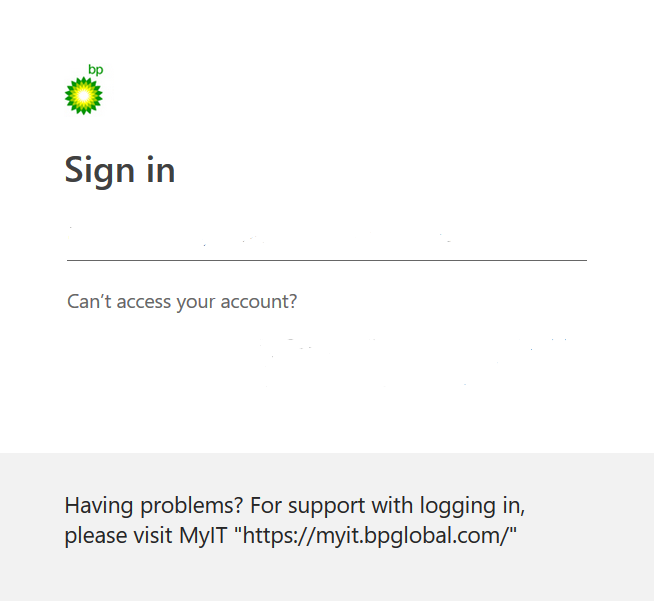 bp
Sign in
Can't access your account?
Having problems? For support with logging in,
please visit MyIT "https://myit.bpglobal.com/"